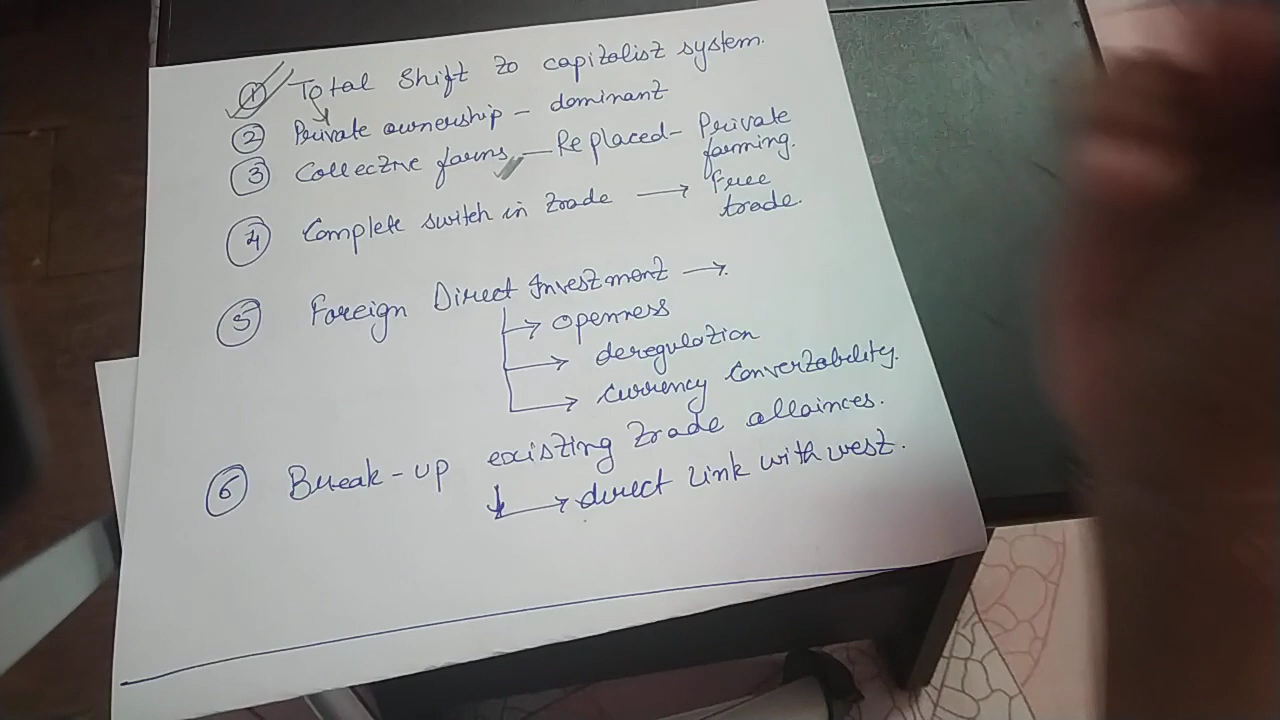 ① Total Shift to capitalist system.
② Private ownership - dominant
③ Collective farms — Replaced - Private farming.
④ Complete switch in trade → free trade.
⑤ Foreign Direct Investment →
→ openness
→ deregulation
→ currency Convertability.
⑥ Break-up existing trade allainces.
→ direct link with west.